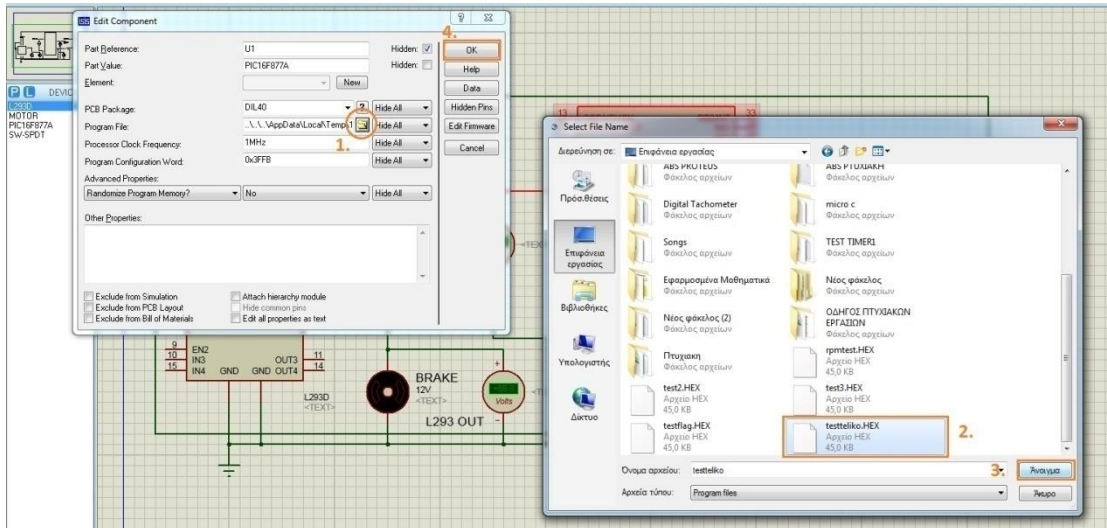 ISIS Edit Component
4.
Part Reference: U1 Hidden:
Part Value: PIC16F877A Hidden:
Element: New
PCB Package: DIL40 ? Hide All
Program File: ..\..\..\AppData\Local\Temp\1 Hide All
1.
Processor Clock Frequency: 1MHz Hide All
Program Configuration Word: 0x3FFB Hide All
Advanced Properties:
Randomize Program Memory? No Hide All
Other Properties:
Exclude from Simulation Attach hierarchy module
Exclude from PCB Layout Hide common pins
Exclude from Bill of Materials Edit all properties as text
OK
Help
Data
Hidden Pins
Edit Firmware
Cancel
P L DEVIC
L293D
MOTOR
PIC16F877A
SW-SPDT
13 33
9 EN2
10 IN3 OUT3 11
15 IN4 GND GND OUT4 14
L293D
<TEXT>
BRAKE
12V
<TEXT>
Volts
L293 OUT
Select File Name
Διερεύνηση σε: Επιφάνεια εργασίας
Πρόσ.θέσεις
Επιφάνεια
εργασίας
Βιβλιοθήκες
Υπολογιστής
Δίκτυο
ABS PROTEUS
Φάκελος αρχείων
ABS PTUXIAKH
Φάκελος αρχείων
Digital Tachometer
Φάκελος αρχείων
micro c
Φάκελος αρχείων
Songs
Φάκελος αρχείων
TEST TIMER1
Φάκελος αρχείων
Εφαρμοσμένα Μαθηματικά
Φάκελος αρχείων
Νέος φάκελος
Φάκελος αρχείων
Νέος φάκελος (2)
Φάκελος αρχείων
ΟΔΗΓΟΣ ΠΤΥΧΙΑΚΩΝ
ΕΡΓΑΣΙΩΝ
Φάκελος αρχείων
Πτυχιακη
Φάκελος αρχείων
rpmtest.HEX
Αρχείο HEX
45,0 KB
test2.HEX
Αρχείο HEX
45,0 KB
test3.HEX
Αρχείο HEX
45,0 KB
testflag.HEX
Αρχείο HEX
45,0 KB
testteliko.HEX
Αρχείο HEX
45,0 KB
2.
Όνομα αρχείου: testteliko 3. Άνοιγμα
Αρχεία τύπου: Program files Άκυρο